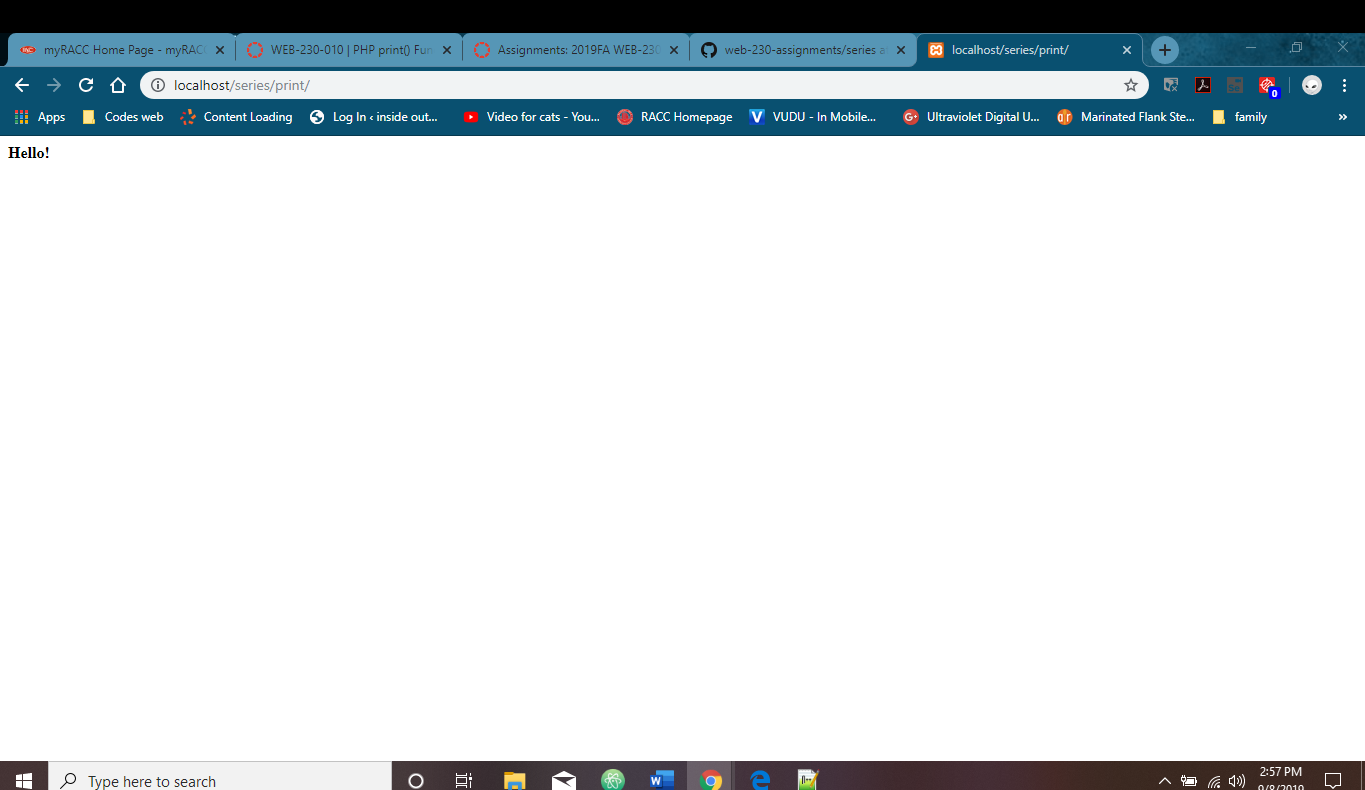 myRACC Home Page - myRAC
WEB-230-010 | PHP print() Fun
Assignments: 2019FA WEB-230
web-230-assignments/series a
localhost/series/print/
localhost/series/print/
Apps Codes web Content Loading Log In ‹ inside out... Video for cats - You... RACC Homepage VUDU - In Mobile... Ultraviolet Digital U... Marinated Flank Ste... family »
0
Hello!
Type here to search
2:57 PM
9/8/2019